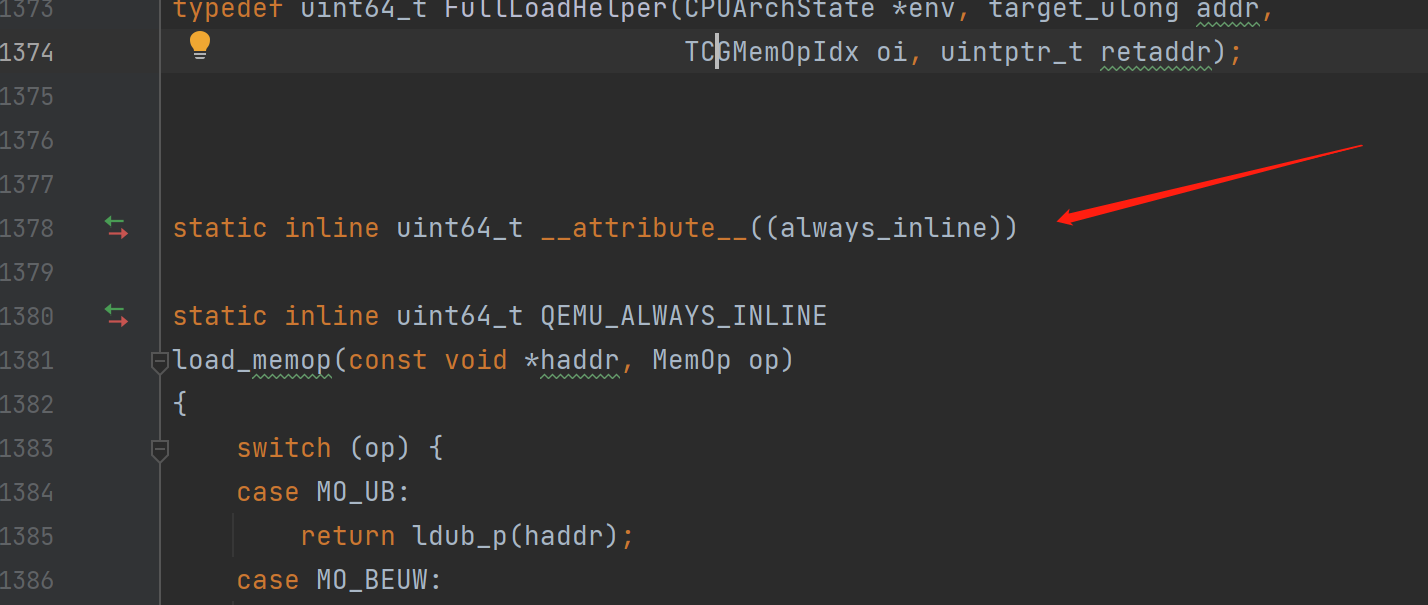 1373 typedef uint64_t FullLoadHelper(CPUArchState *env, target_ulong addr,
1374 TCGMemOpIdx oi, uintptr_t retaddr);
1375
1376
1377
1378 static inline uint64_t __attribute__((always_inline))
1379
1380 static inline uint64_t QEMU_ALWAYS_INLINE
1381 load_memop(const void *haddr, MemOp op)
1382 {
1383 switch (op) {
1384 case MO_UB:
1385 return ldub_p(haddr);
1386 case MO_BEUW: